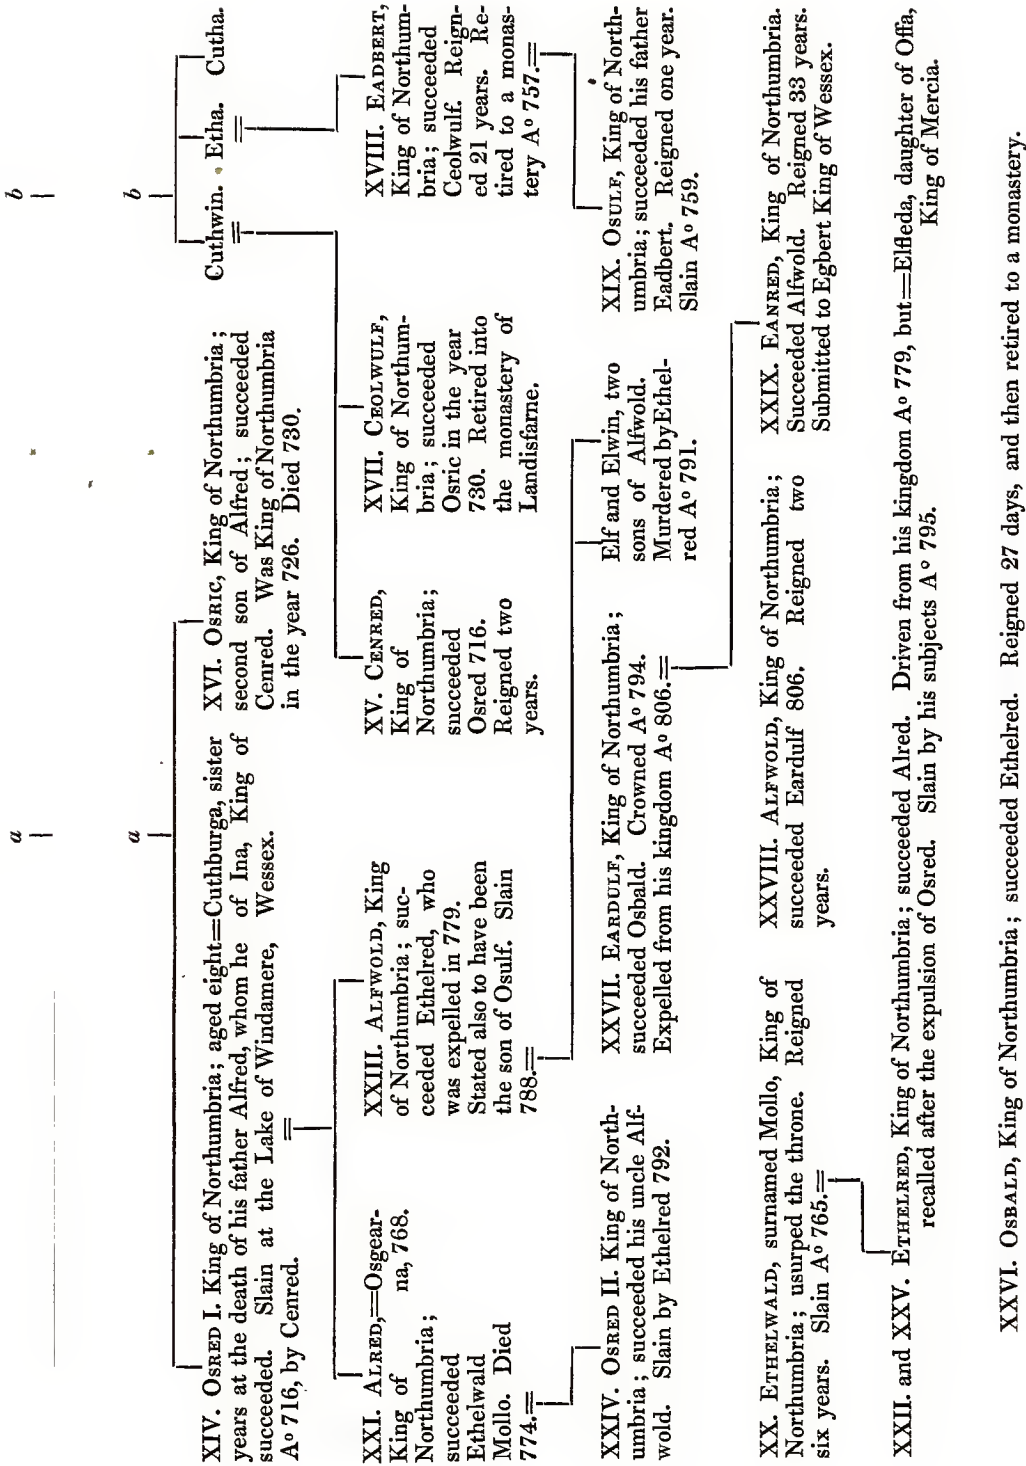 a
b
a
b
XIV. OSRED I. King of Northumbria; aged eight=Cuthburga, sister
years at the death of his father Alfred, whom he of Ina, King of
succeeded. Slain at the Lake of Windamere, Wessex.
Aº 716, by Cenred.
XVI. OSRIC, King of Northumbria;
second son of Alfred; succeeded
Cenred. Was King of Northumbria
in the year 726. Died 730.
Cuthwin. Etha. Cutha.
XXI. ALRED,=Osgear-
King of na, 768.
Northumbria;
succeeded
Ethelwald
Mollo. Died
774.=
XXIII. ALFWOLD, King
of Northumbria; suc-
ceeded Ethelred, who
was expelled in 779.
Stated also to have been
the son of Osulf. Slain
788.=
XV. CENRED,
King of
Northumbria;
succeeded
Osred 716.
Reigned two
years.
XVII. CEOLWULF,
King of Northum-
bria; succeeded
Osric in the year
730. Retired into
the monastery of
Landisfarne.
XVIII. EADBERT,
King of Northum-
bria; succeeded
Ceolwulf. Reign-
ed 21 years. Re-
tired to a monas-
tery Aº 757.=
XXIV. OSRED II. King of North-
umbria; succeeded his uncle Alf-
wold. Slain by Ethelred 792.
XXVII. EARDULF, King of Northumbria;
succeeded Osbald. Crowned Aº 794.
Expelled from his kingdom Aº 806.=
Elf and Elwin, two
sons of Alfwold.
Murdered by Ethel-
red Aº 791.
XIX. OSULF, King of North-
umbria; succeeded his father
Eadbert. Reigned one year.
Slain Aº 759.
XX. ETHELWALD, surnamed Mollo, King of
Northumbria; usurped the throne. Reigned
six years. Slain Aº 765.=
XXVIII. ALFWOLD, King of Northumbria;
succeeded Eardulf 806. Reigned two
years.
XXIX. EANRED, King of Northumbria.
Succeeded Alfwold. Reigned 33 years.
Submitted to Egbert King of Wessex.
XXII. and XXV. ETHELRED, King of Northumbria; succeeded Alred. Driven from his kingdom Aº 779, but=Elfleda, daughter of Offa,
recalled after the expulsion of Osred. Slain by his subjects Aº 795. King of Mercia.
XXVI. OSBALD, King of Northumbria; succeeded Ethelred. Reigned 27 days, and then retired to a monastery.